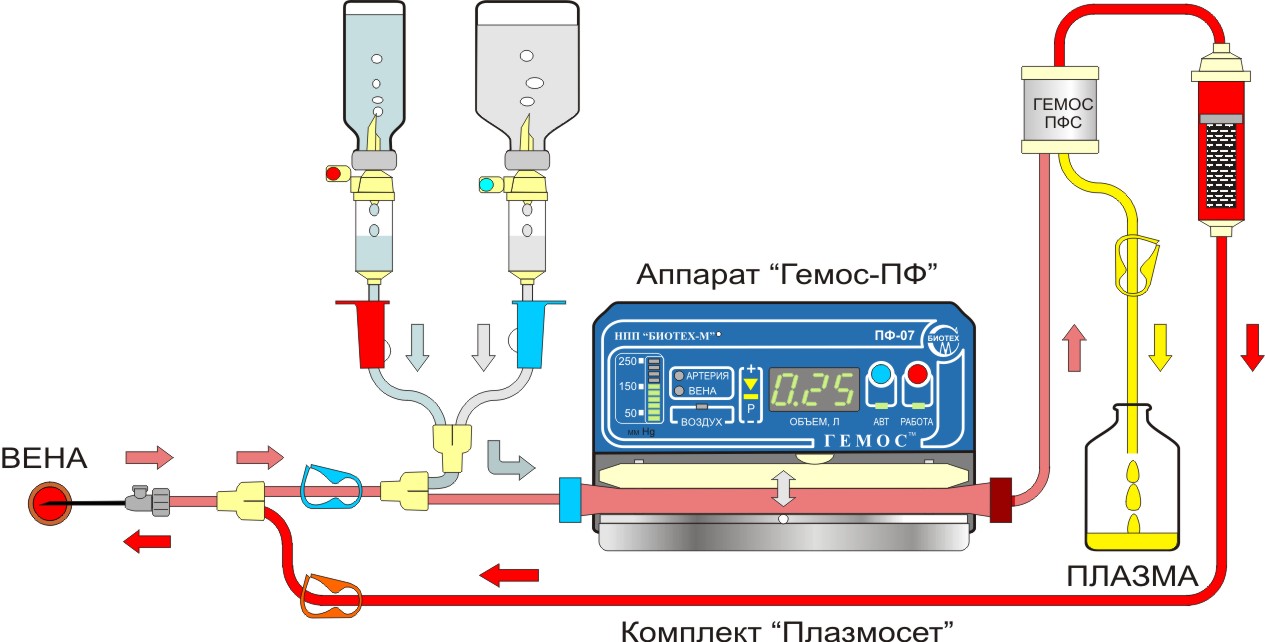 ГЕМОС
ПФС
Аппарат “Гемос-ПФ”
НПП “БИОТЕХ-М”
ПФ-07
БИОТЕХ
М
250
150
50
мм Hg
АРТЕРИЯ
ВЕНА
ВОЗДУХ
+
P
0.25
ОБЪЕМ, Л
АВТ
РАБОТА
ГЕМОС™
ВЕНА
ПЛАЗМА
Комплект “Плазмосет”